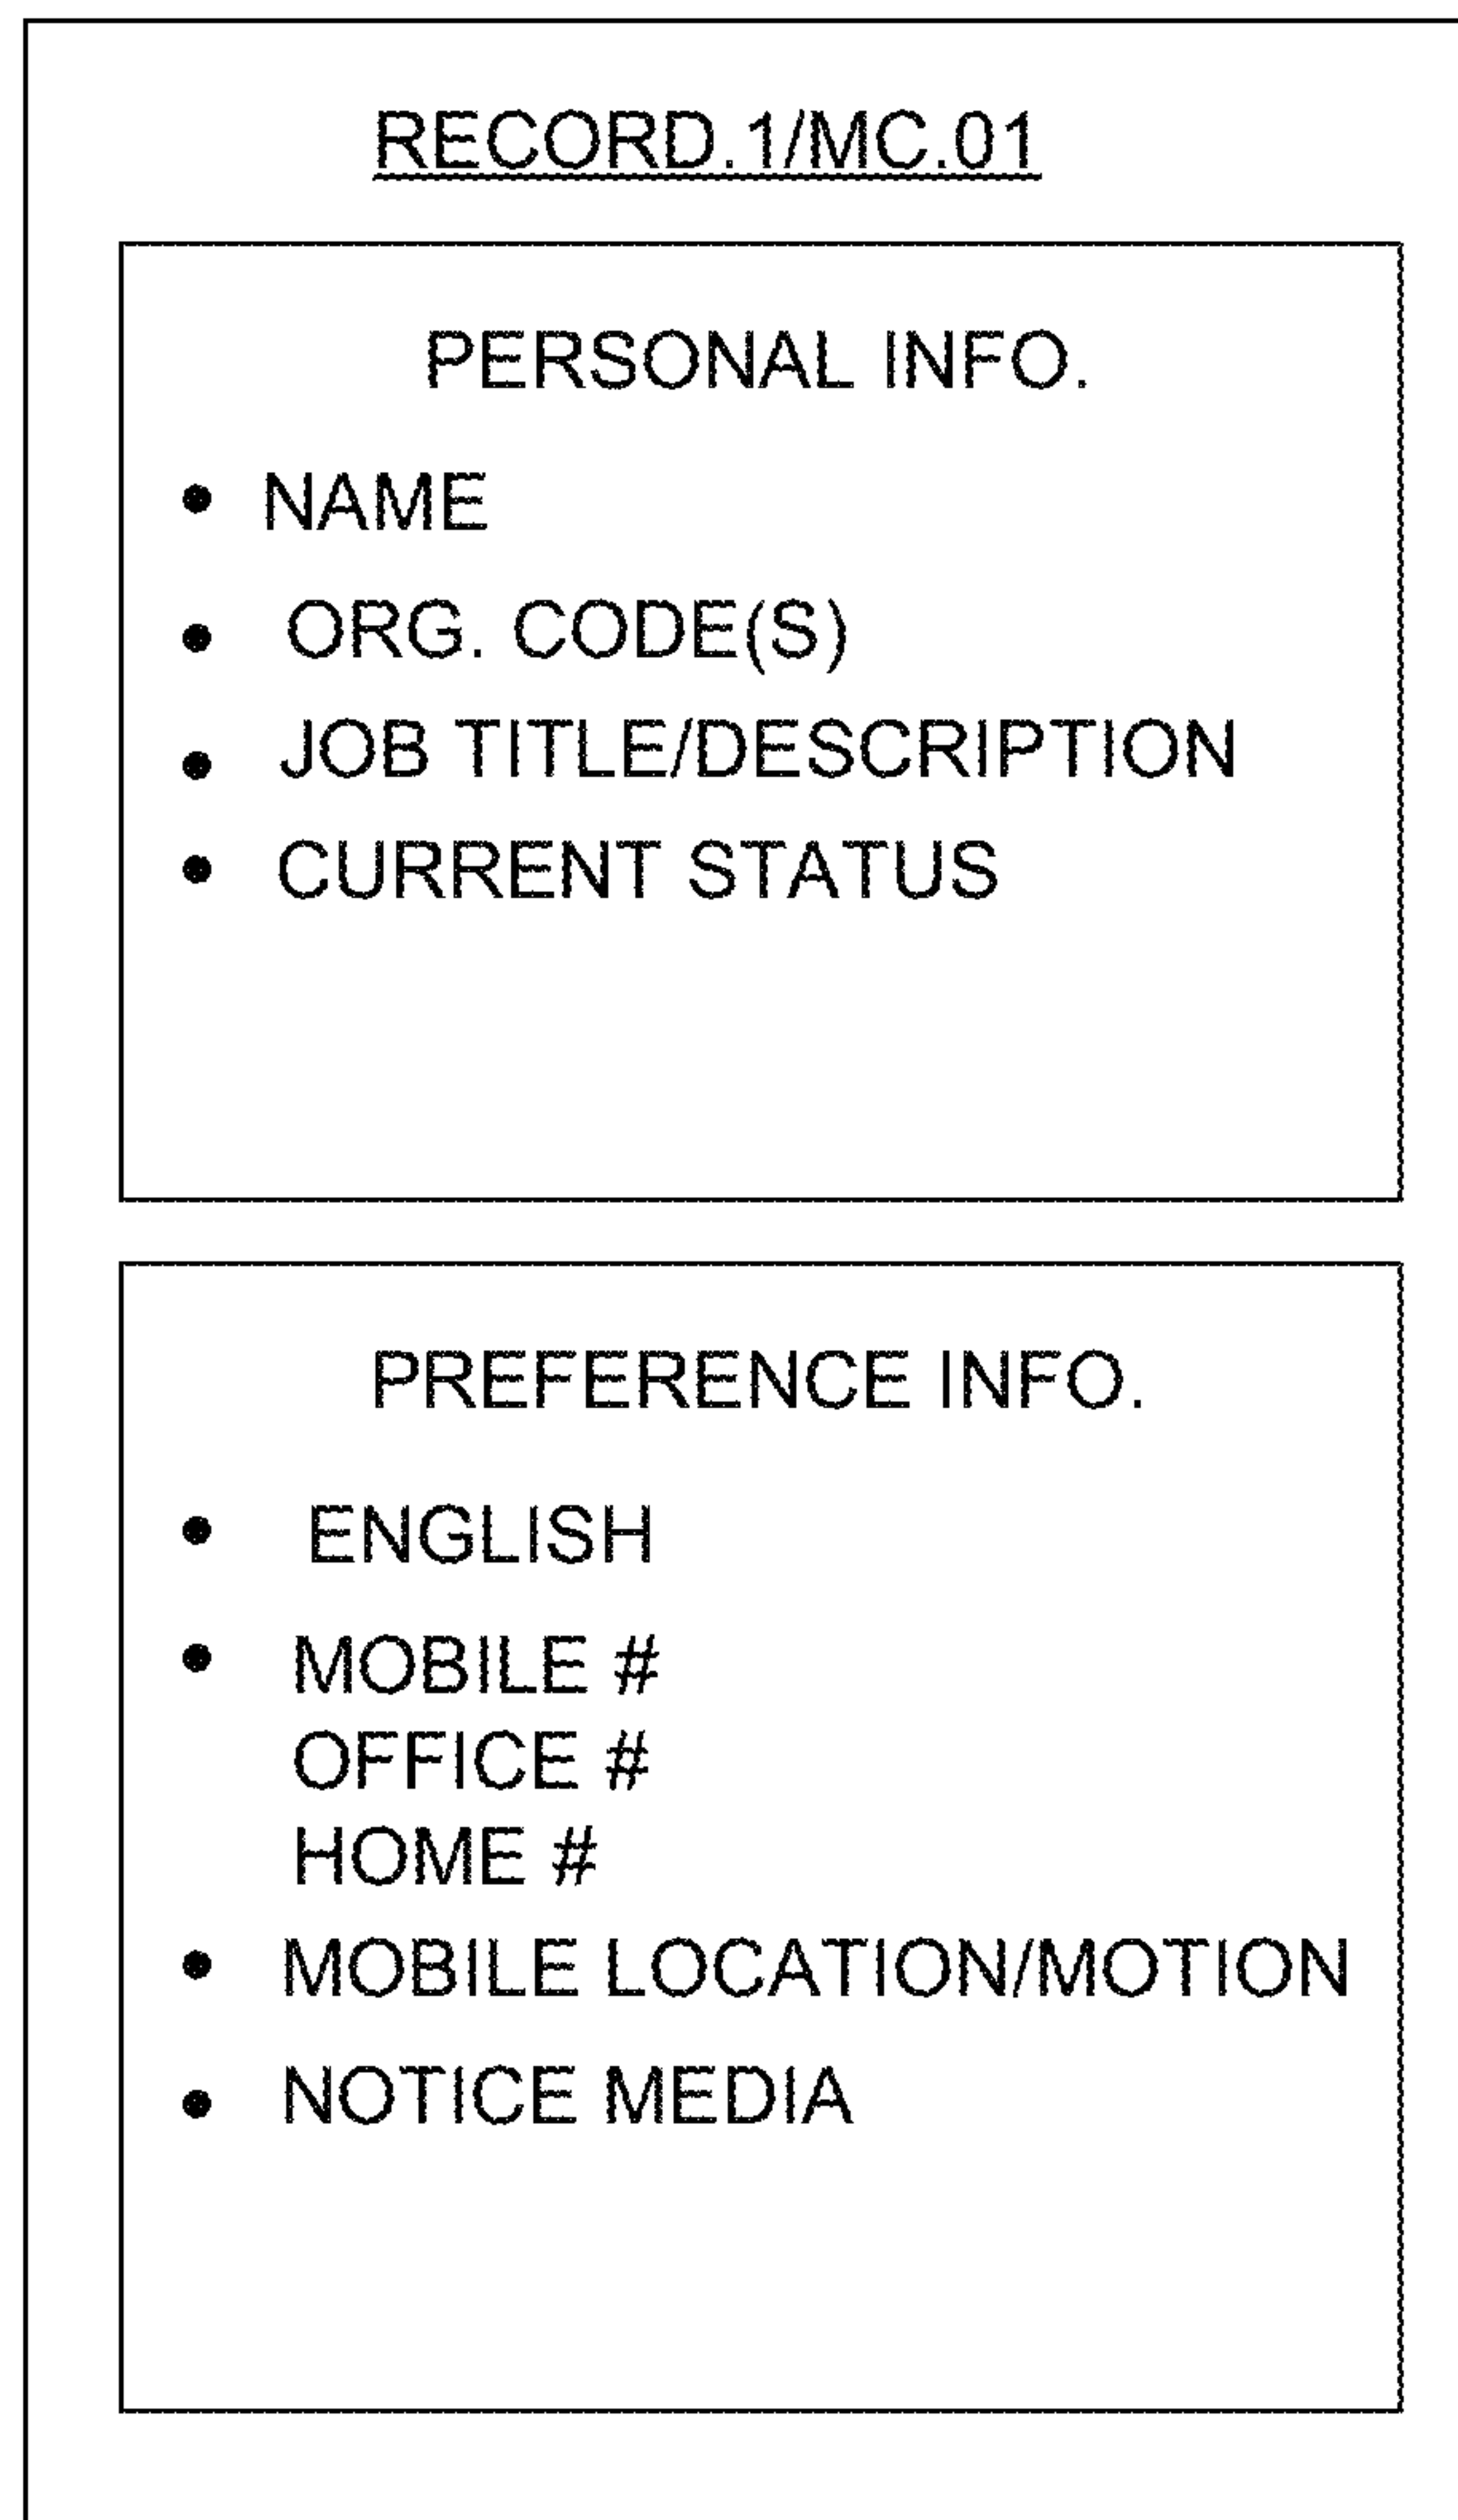 RECORD.1/MC.01
PERSONAL INFO.
• NAME
• ORG. CODE(S)
• JOB TITLE/DESCRIPTION
• CURRENT STATUS
PREFERENCE INFO.
• ENGLISH
• MOBILE #
OFFICE #
HOME #
• MOBILE LOCATION/MOTION
• NOTICE MEDIA